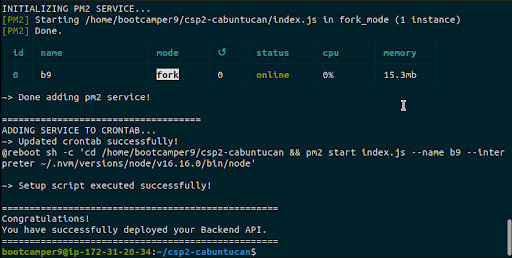 INITIALIZING PM2 SERVICE...
[PM2] Starting /home/bootcamper9/csp2-cabuntucan/index.js in fork_mode (1 instance)
[PM2] Done.
id name mode ↺ status cpu memory
0 b9 fork 0 online 0% 15.3mb
~> Done adding pm2 service!
=====================================
ADDING SERVICE TO CRONTAB...
~> Updated crontab successfully!
@reboot sh -c 'cd /home/bootcamper9/csp2-cabuntucan && pm2 start index.js --name b9 --inter
preter ~/.nvm/versions/node/v16.16.0/bin/node'
~> Setup script executed successfully!
===================================================
Congratulations!
You have successfully deployed your Backend API.
===================================================
bootcamper9@ip-172-31-20-34:~/csp2-cabuntucan$